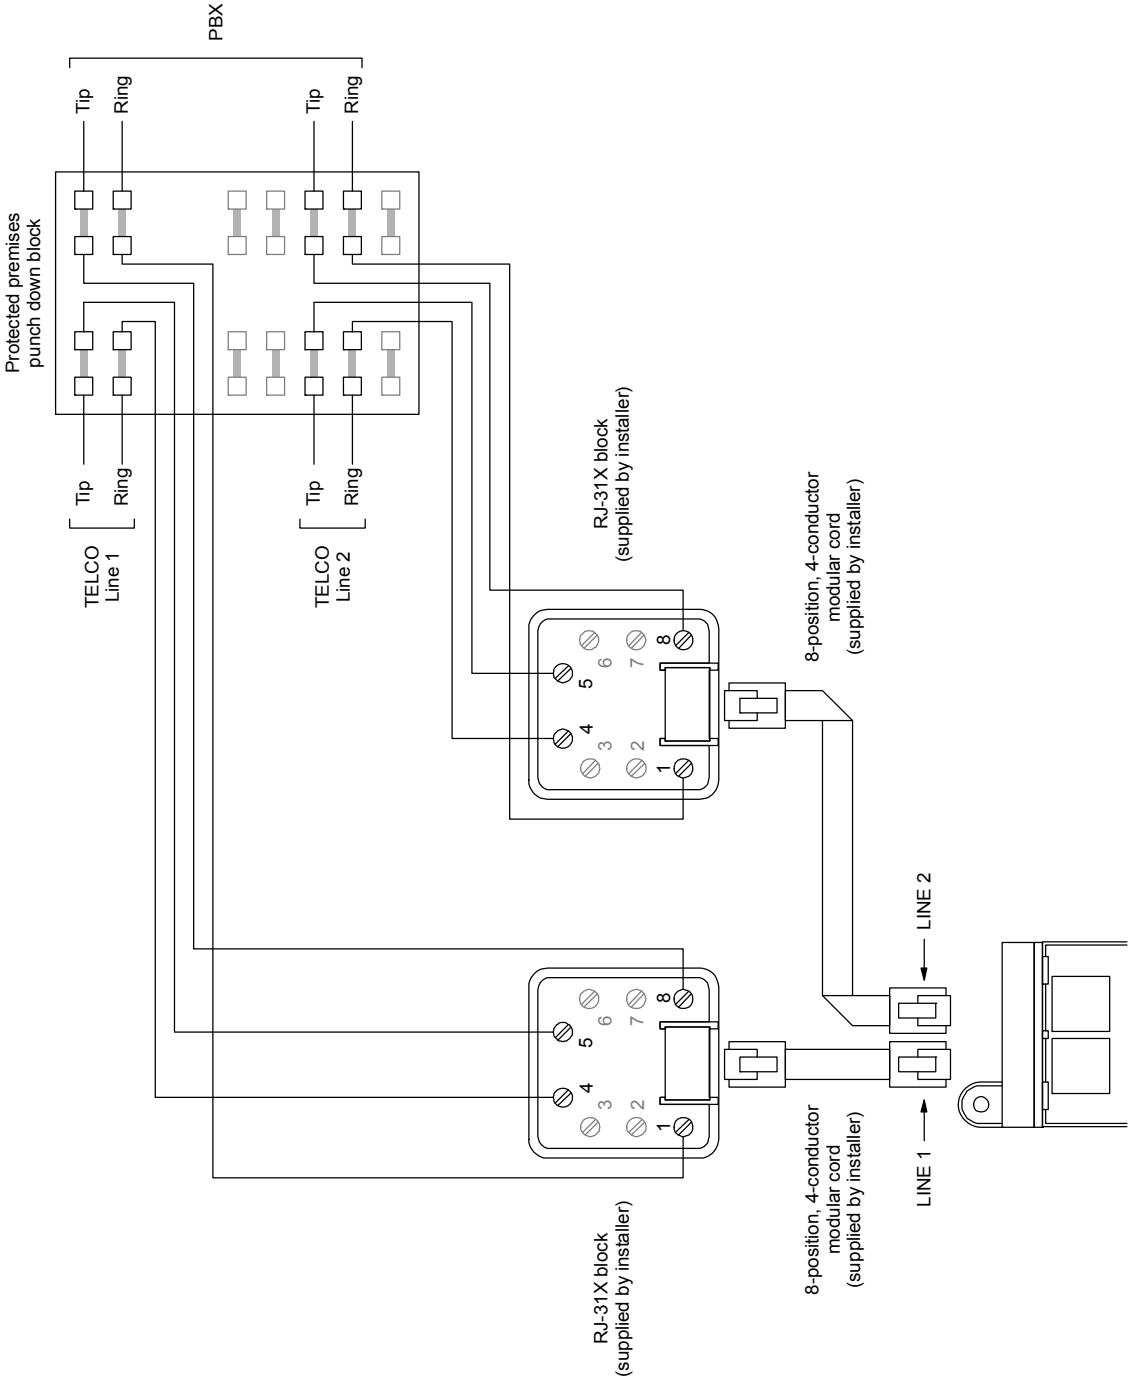 Protected premises
punch down block
PBX
Tip
Ring
Tip
Ring
Tip
Ring
Tip
Ring
TELCO
Line 1
TELCO
Line 2
RJ-31X block
(supplied by installer)
1
2
3
4
5
6
7
8
RJ-31X block
(supplied by installer)
1
2
3
4
5
6
7
8
8-position, 4-conductor
modular cord
(supplied by installer)
8-position, 4-conductor
modular cord
(supplied by installer)
LINE 1
LINE 2